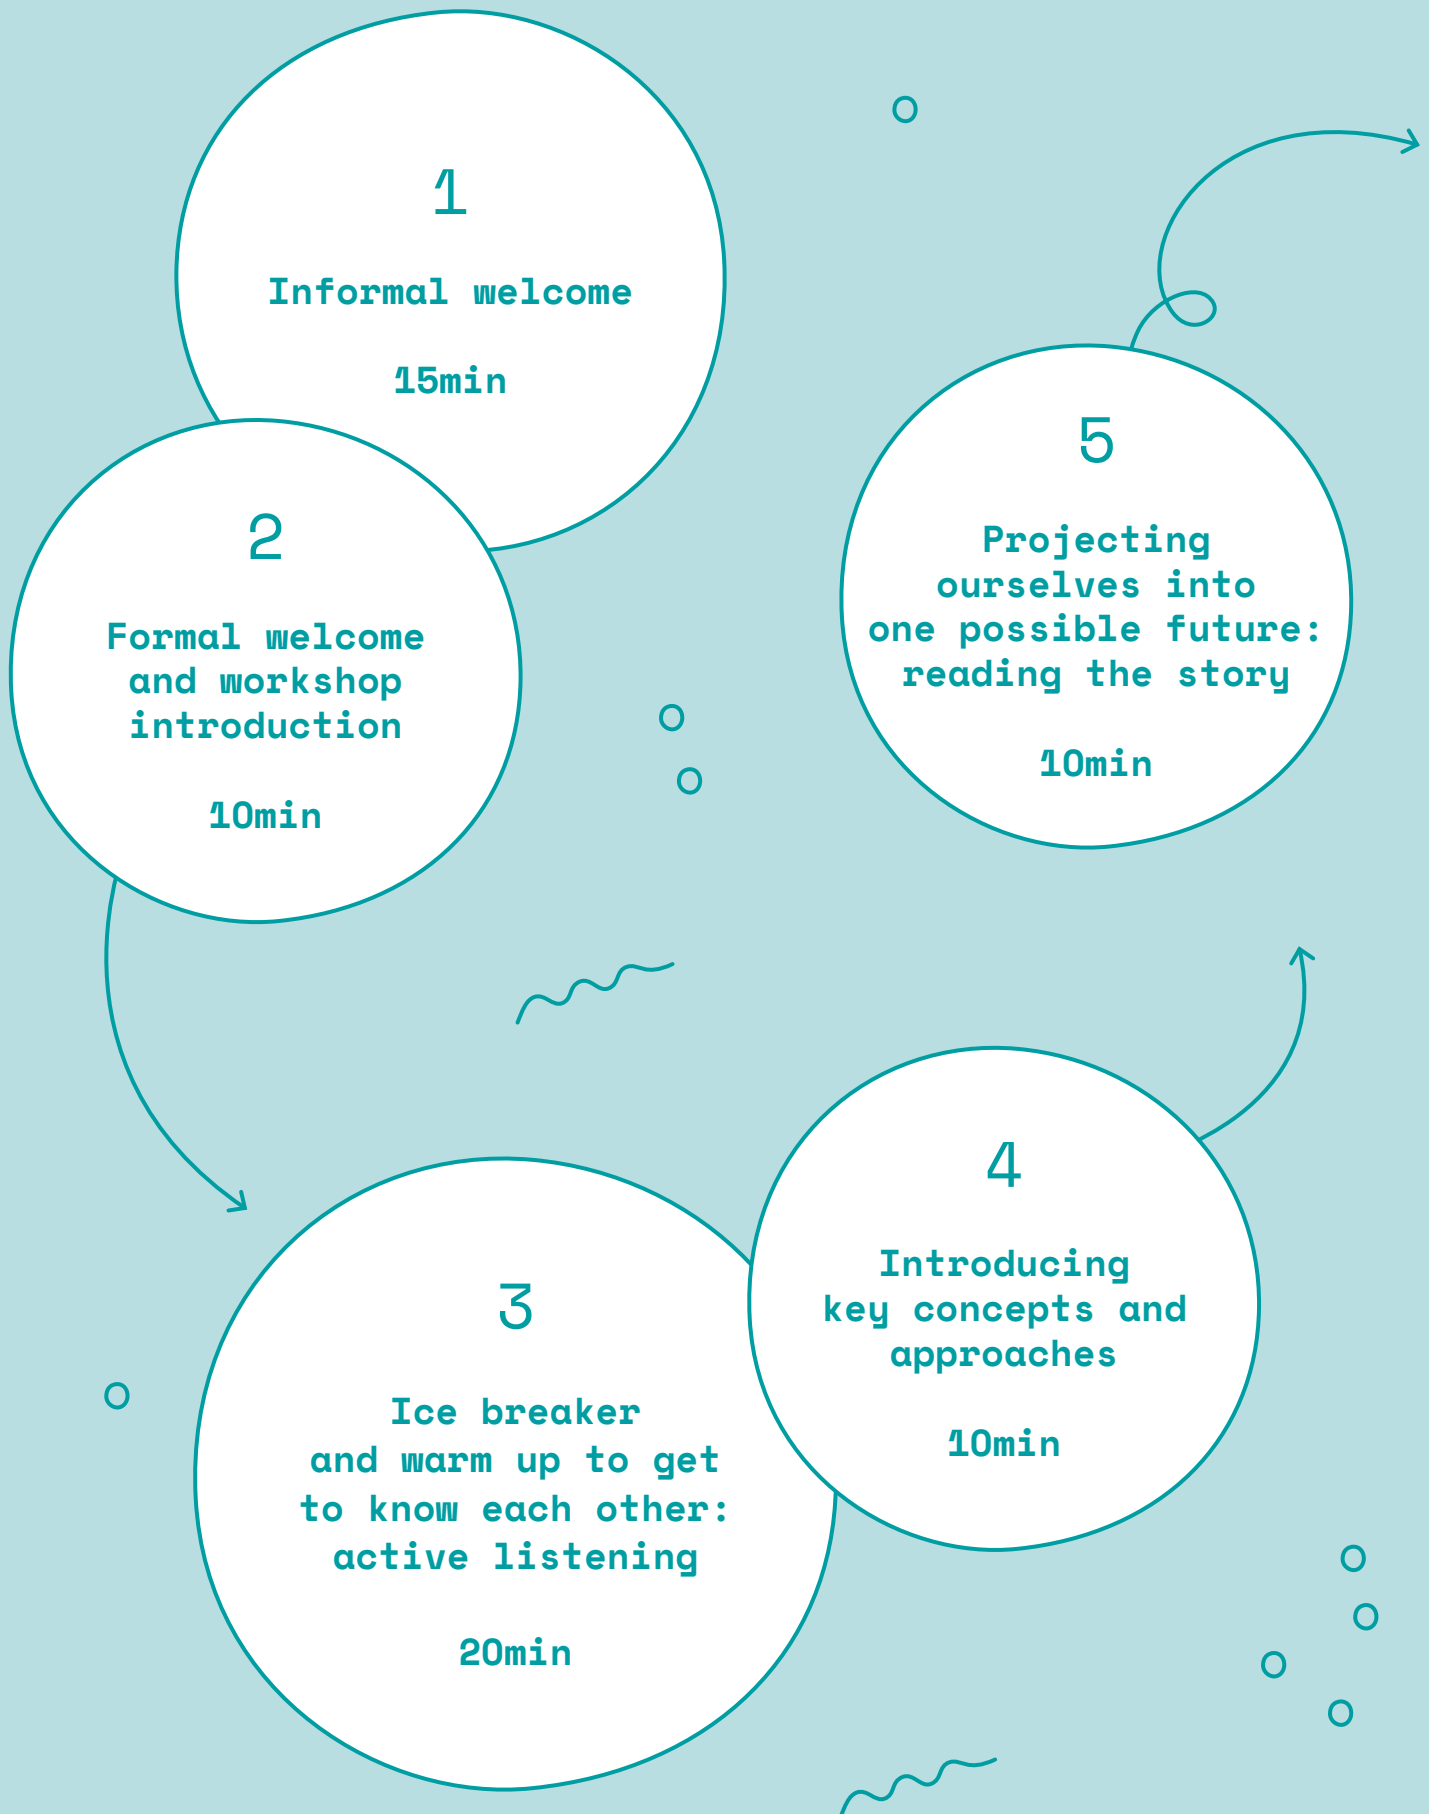 1
Informal welcome
15min
2
Formal welcome
and workshop
introduction
10min
3
Ice breaker
and warm up to get
to know each other:
active listening
20min
4
Introducing
key concepts and
approaches
10min
5
Projecting
ourselves into
one possible future:
reading the story
10min